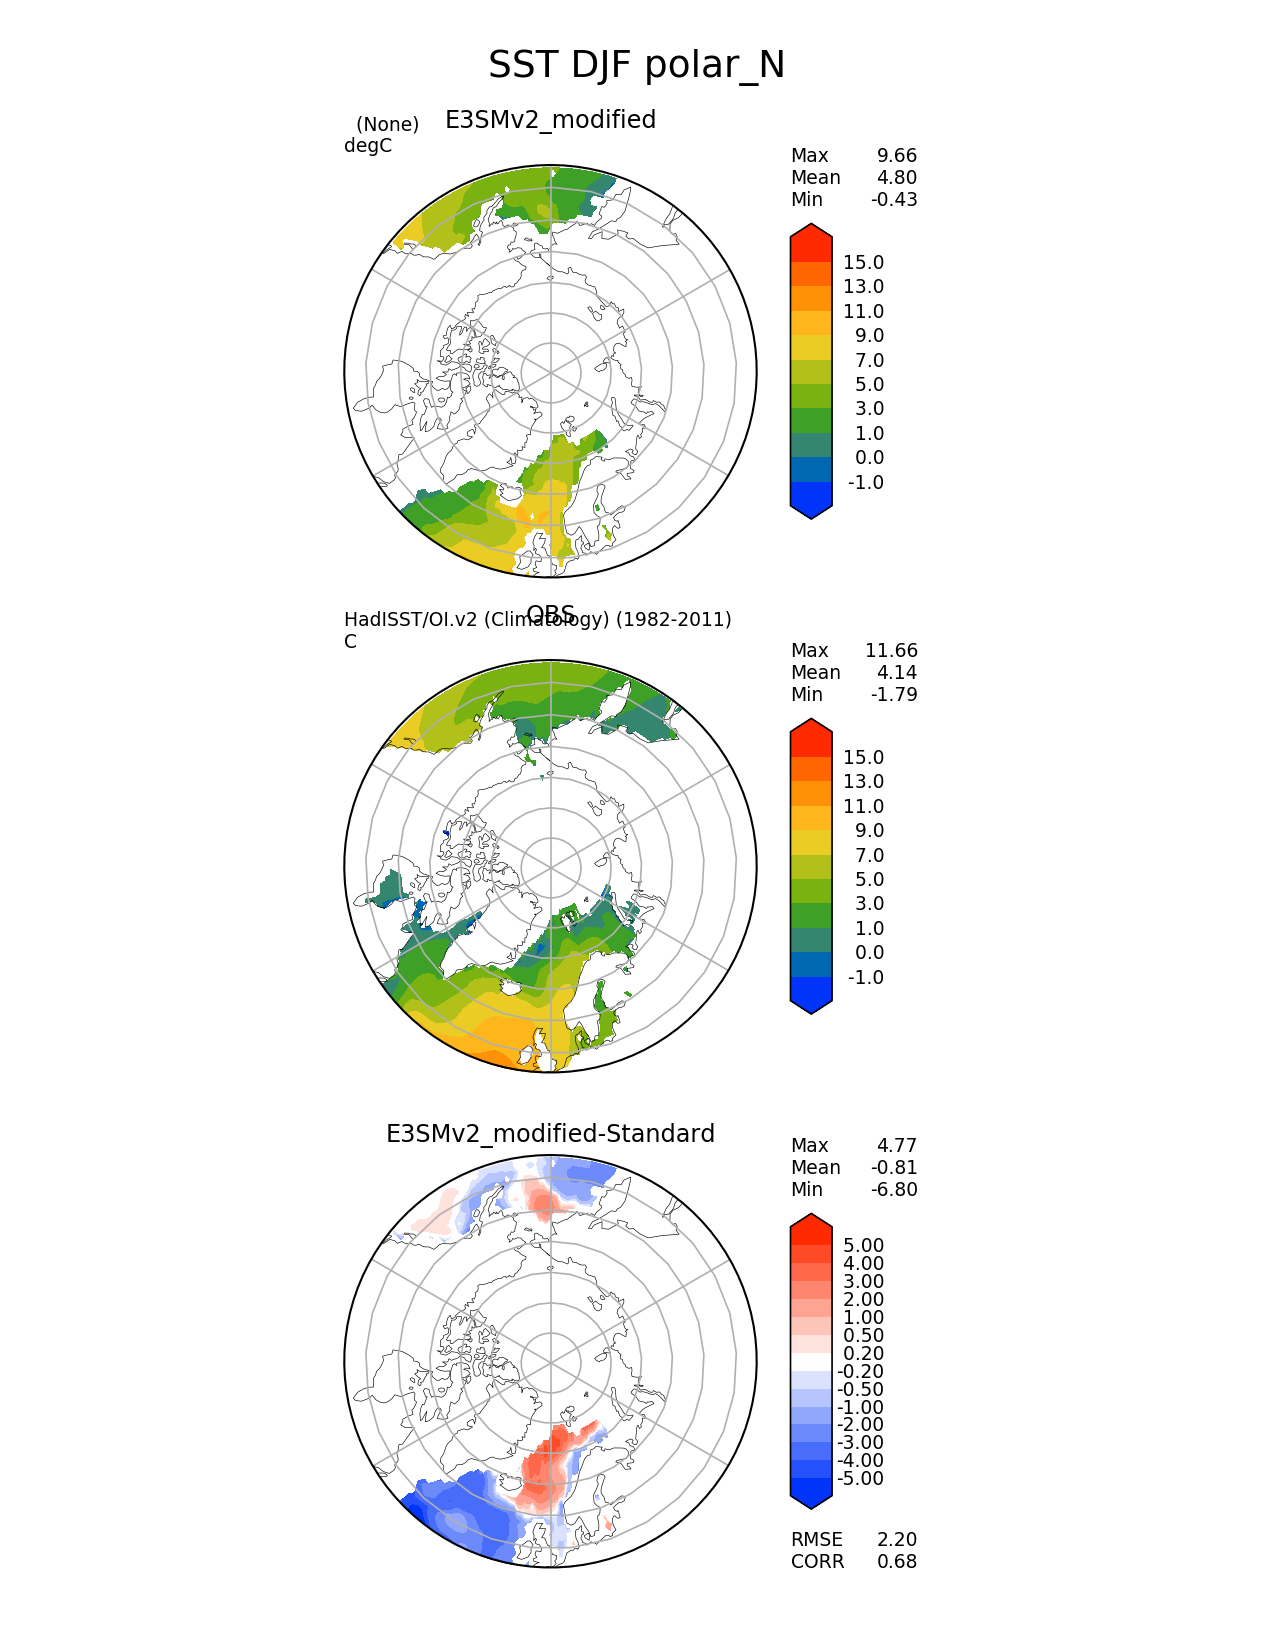 SST DJF polar_N
(None)
E3SMv2_modified
degC
Max 9.66
Mean 4.80
Min -0.43
15.0
13.0
11.0
9.0
7.0
5.0
3.0
1.0
0.0
-1.0
OBS
HadISST/OI.v2 (Climatology) (1982-2011)
C
Max 11.66
Mean 4.14
Min -1.79
15.0
13.0
11.0
9.0
7.0
5.0
3.0
1.0
0.0
-1.0
E3SMv2_modified-Standard
Max 4.77
Mean -0.81
Min -6.80
5.00
4.00
3.00
2.00
1.00
0.50
0.20
-0.20
-0.50
-1.00
-2.00
-3.00
-4.00
-5.00
RMSE 2.20
CORR 0.68